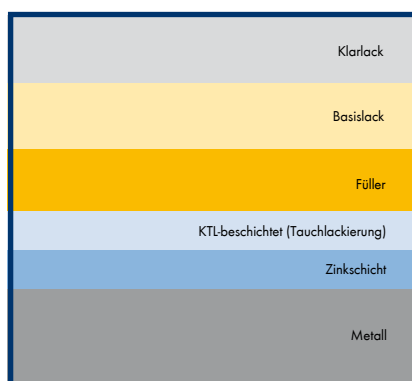 Klarlack
Basislack
Füller
KTL-beschichtet (Tauchlackierung)
Zinkschicht
Metall